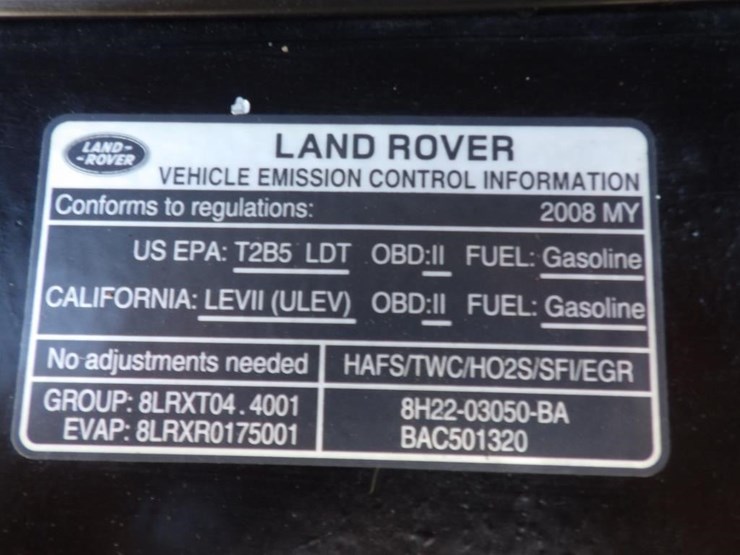 LAND-
-ROVER
LAND ROVER
VEHICLE EMISSION CONTROL INFORMATION
Conforms to regulations: 2008 MY
US EPA: T2B5 LDT OBD:II FUEL: Gasoline
CALIFORNIA: LEVII (ULEV) OBD:II FUEL: Gasoline
No adjustments needed HAFS/TWC/HO2S/SFI/EGR
GROUP: 8LRXT04.4001 8H22-03050-BA
EVAP: 8LRXR0175001 BAC501320